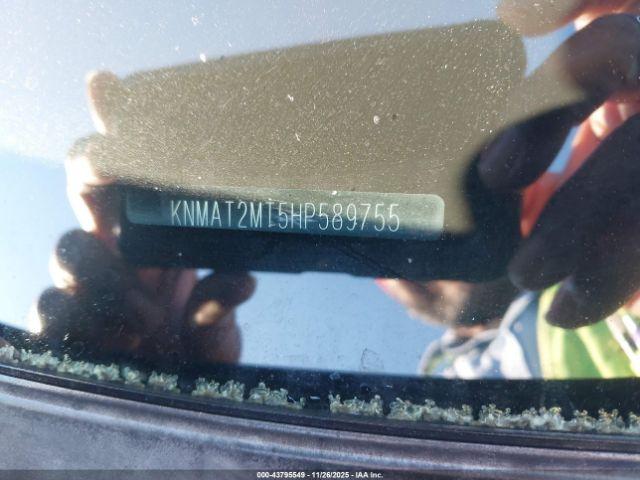 KNMAT2MT5HP589755
000-43795549 - 11/26/2025 - IAA Inc.